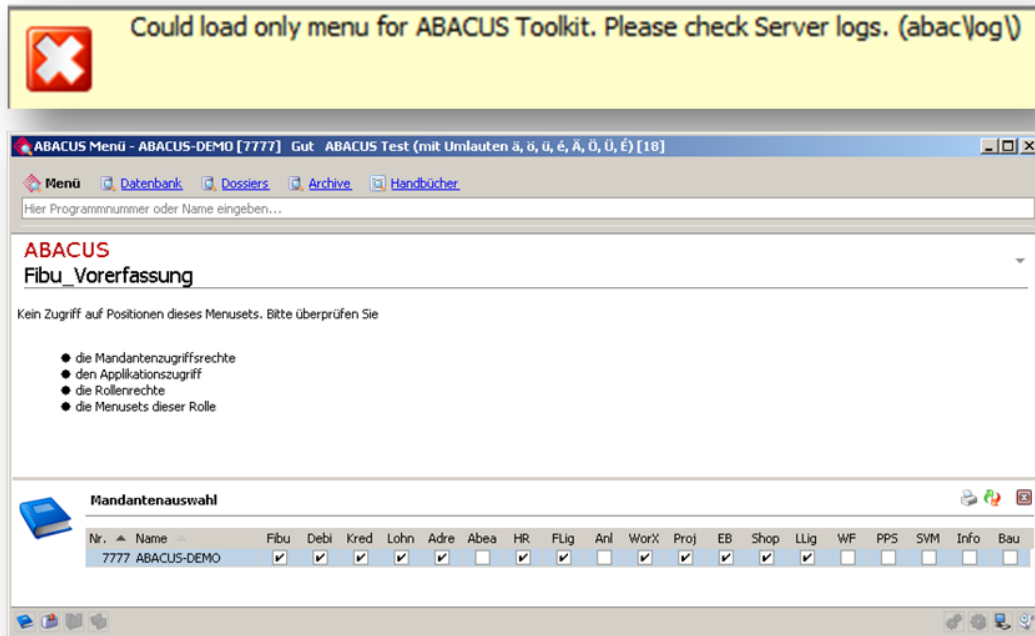 Could load only menu for ABACUS Toolkit. Please check Server logs. (abac\log\)
ABACUS Menü - ABACUS-DEMO [7777] Gut ABACUS Test (mit Umlauten ä, ö, ü, é, Ä, Ö, Ü, É) [18]
Menü Datenbank Dossiers Archive Handbücher
Hier Programmnummer oder Name eingeben...
ABACUS
Fibu_Vorerfassung
Kein Zugriff auf Positionen dieses Menusets. Bitte überprüfen Sie
die Mandantenzugriffsrechte
den Applikationszugriff
die Rollenrechte
die Menusets dieser Rolle
Mandantenauswahl
Nr. Name Fibu Debi Kred Lohn Adre Abea HR FLig Anl WorX Proj EB Shop LLig WF PPS SVM Info Bau
7777 ABACUS-DEMO